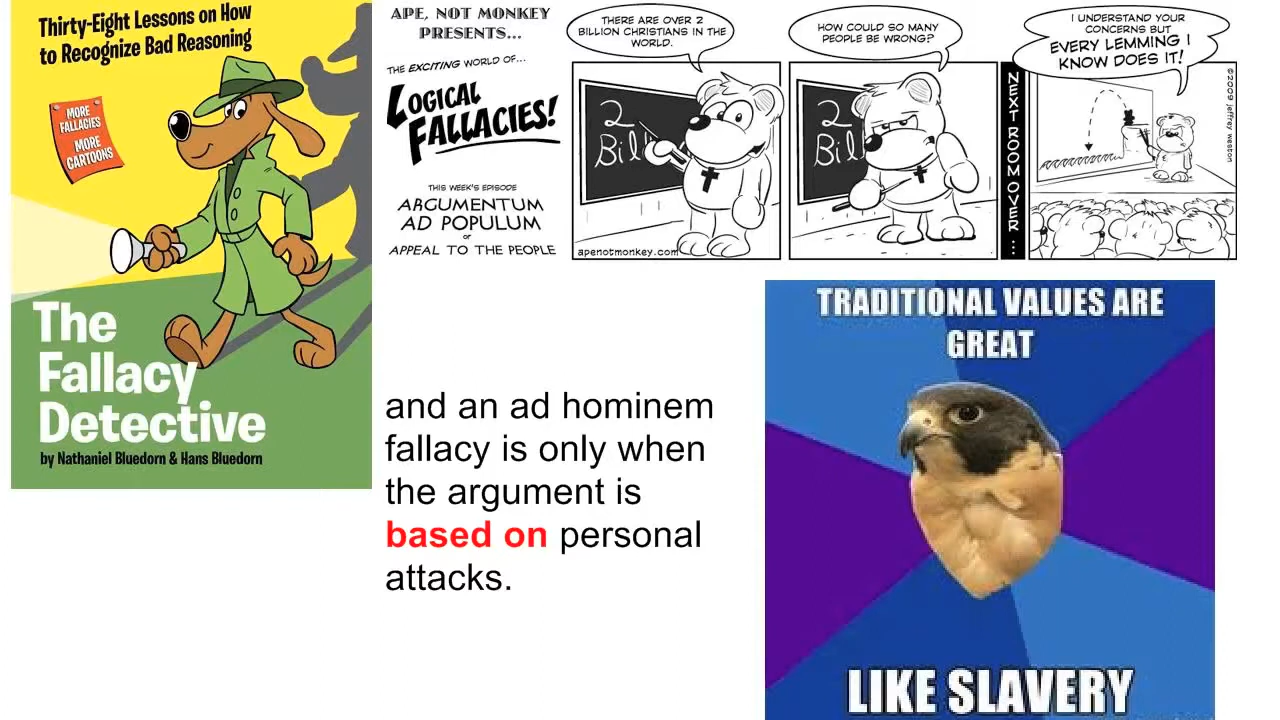 Thirty-Eight Lessons on How
to Recognize Bad Reasoning
MORE
FALLACIES
MORE
CARTOONS
The
Fallacy
Detective
by Nathaniel Bluedorn & Hans Bluedorn
APE, NOT MONKEY
PRESENTS...
THE EXCITING WORLD OF...
LOGICAL
FALLACIES!
THIS WEEK'S EPISODE
ARGUMENTUM
AD POPULUM
or
APPEAL TO THE PEOPLE
THERE ARE OVER 2
BILLION CHRISTIANS IN THE
WORLD.
2
Bil
apenotmonkey.com
HOW COULD SO MANY
PEOPLE BE WRONG?
2
Bil
NEXT ROOM OVER...
I UNDERSTAND YOUR
CONCERNS BUT
EVERY LEMMING I
KNOW DOES IT!
©2009 jeffrey weston
and an ad hominem
fallacy is only when
the argument is
based on personal
attacks.
TRADITIONAL VALUES ARE
GREAT
LIKE SLAVERY